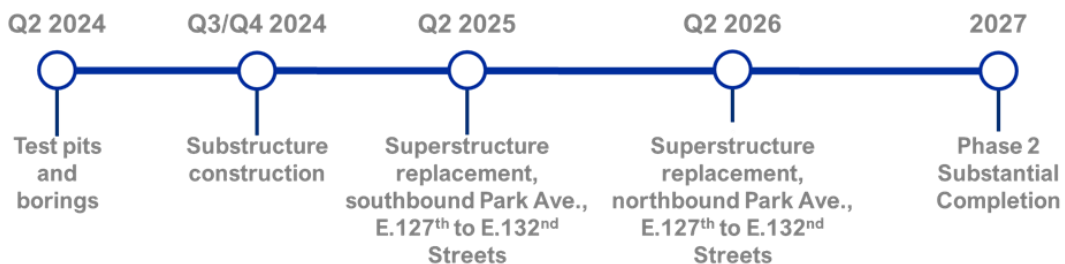 Q2 2024
Q3/Q4 2024
Q2 2025
Q2 2026
2027
Test pits
and
borings
Substructure
construction
Superstructure
replacement,
southbound Park Ave.,
E.127th to E.132nd
Streets
Superstructure
replacement,
northbound Park Ave.,
E.127th to E.132nd
Streets
Phase 2
Substantial
Completion